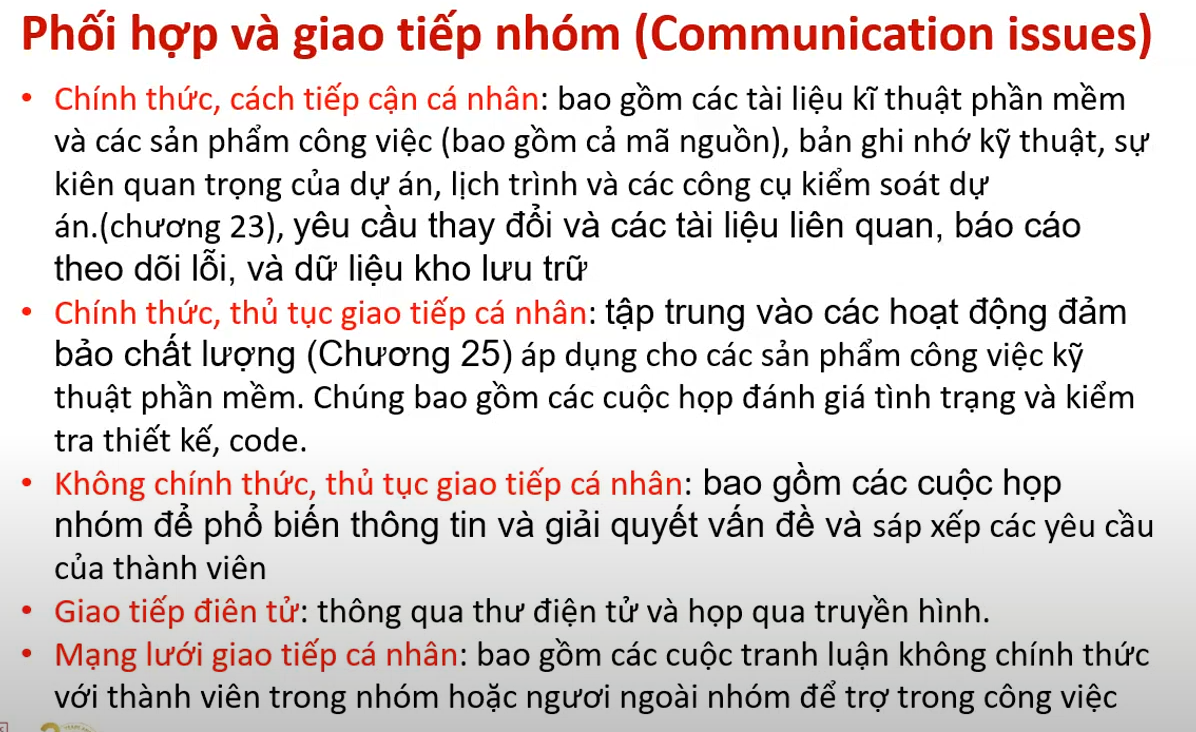 Phối hợp và giao tiếp nhóm (Communication issues)
• Chính thức, cách tiếp cận cá nhân: bao gồm các tài liệu kĩ thuật phần mềm
và các sản phẩm công việc (bao gồm cả mã nguồn), bản ghi nhớ kỹ thuật, sự
kiên quan trọng của dự án, lịch trình và các công cụ kiểm soát dự
án.(chương 23), yêu cầu thay đổi và các tài liệu liên quan, báo cáo
theo dõi lỗi, và dữ liệu kho lưu trữ
• Chính thức, thủ tục giao tiếp cá nhân: tập trung vào các hoạt động đảm
bảo chất lượng (Chương 25) áp dụng cho các sản phẩm công việc kỹ
thuật phần mềm. Chúng bao gồm các cuộc họp đánh giá tình trạng và kiểm
tra thiết kế, code.
• Không chính thức, thủ tục giao tiếp cá nhân: bao gồm các cuộc họp
nhóm để phổ biến thông tin và giải quyết vấn đề và sáp xếp các yêu cầu
của thành viên
• Giao tiếp điên tử: thông qua thư điện tử và họp qua truyền hình.
• Mạng lưới giao tiếp cá nhân: bao gồm các cuộc tranh luận không chính thức
với thành viên trong nhóm hoặc ngươi ngoài nhóm để trợ trong công việc